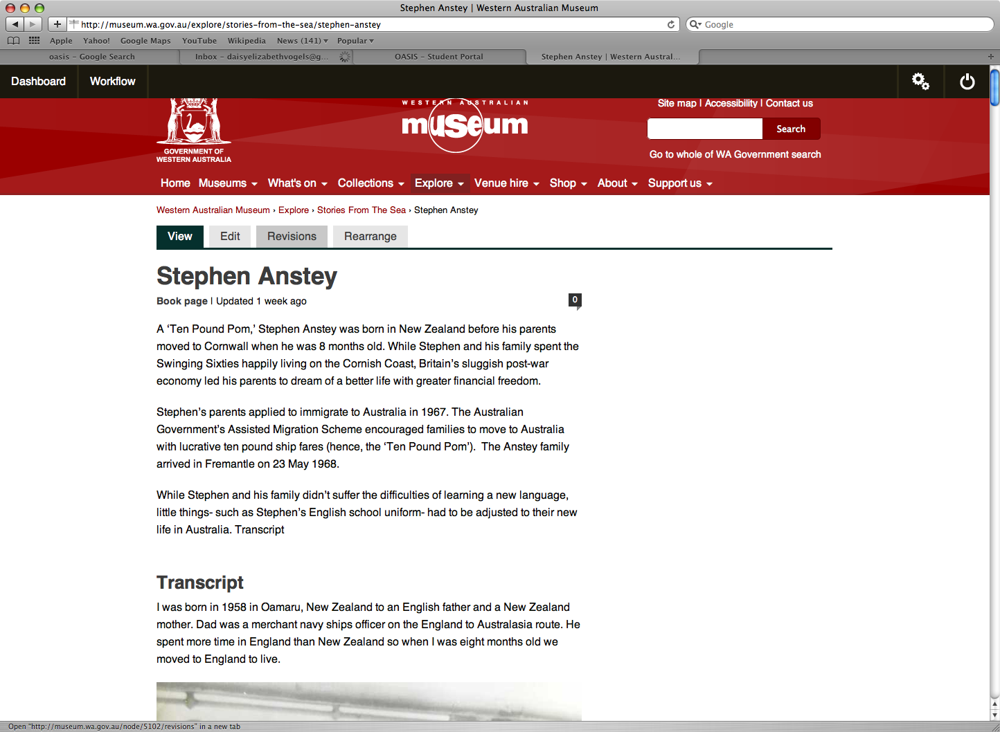 Stephen Anstey | Western Australian Museum
http://museum.wa.gov.au/explore/stories-from-the-sea/stephen-anstey
Google
Apple Yahoo! Google Maps YouTube Wikipedia News (141) Popular
oasis – Google Search
Inbox – daisyelizabethvogels@g...
OASIS – Student Portal
Stephen Anstey | Western Austral...
Dashboard Workflow
GOVERNMENT OF
WESTERN AUSTRALIA
WESTERN AUSTRALIAN
museum
Site map | Accessibility | Contact us
Search
Go to whole of WA Government search
Home Museums What's on Collections Explore Venue hire Shop About Support us
Western Australian Museum › Explore › Stories From The Sea › Stephen Anstey
View Edit Revisions Rearrange
Stephen Anstey
Book page | Updated 1 week ago
0
A ‘Ten Pound Pom,’ Stephen Anstey was born in New Zealand before his parents
moved to Cornwall when he was 8 months old. While Stephen and his family spent the
Swinging Sixties happily living on the Cornish Coast, Britain’s sluggish post-war
economy led his parents to dream of a better life with greater financial freedom.
Stephen’s parents applied to immigrate to Australia in 1967. The Australian
Government’s Assisted Migration Scheme encouraged families to move to Australia
with lucrative ten pound ship fares (hence, the ‘Ten Pound Pom’).  The Anstey family
arrived in Fremantle on 23 May 1968.
While Stephen and his family didn’t suffer the difficulties of learning a new language,
little things- such as Stephen’s English school uniform- had to be adjusted to their new
life in Australia. Transcript
Transcript
I was born in 1958 in Oamaru, New Zealand to an English father and a New Zealand
mother. Dad was a merchant navy ships officer on the England to Australasia route. He
spent more time in England than New Zealand so when I was eight months old we
moved to England to live.
Open "http://museum.wa.gov.au/node/5102/revisions" in a new tab